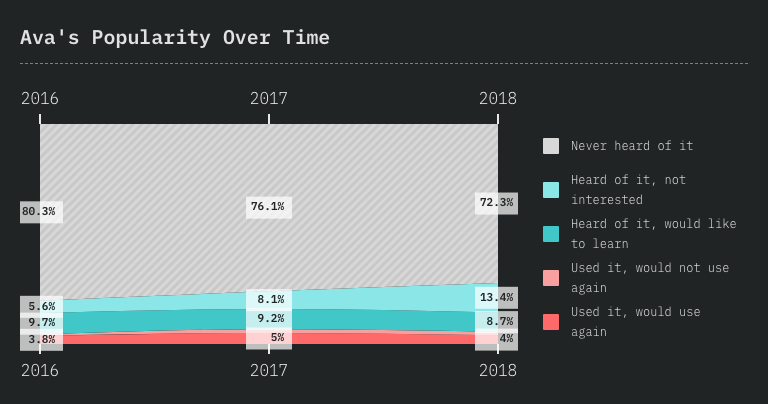 Ava's Popularity Over Time
2016 2017 2018
Never heard of it
Heard of it, not
interested
80.3% 76.1% 72.3%
Heard of it, would like
to learn
Used it, would not use
again
5.6% 8.1% 13.4%
9.7% 9.2% 8.7%
Used it, would use
again
3.8% 5% 4%
2016 2017 2018